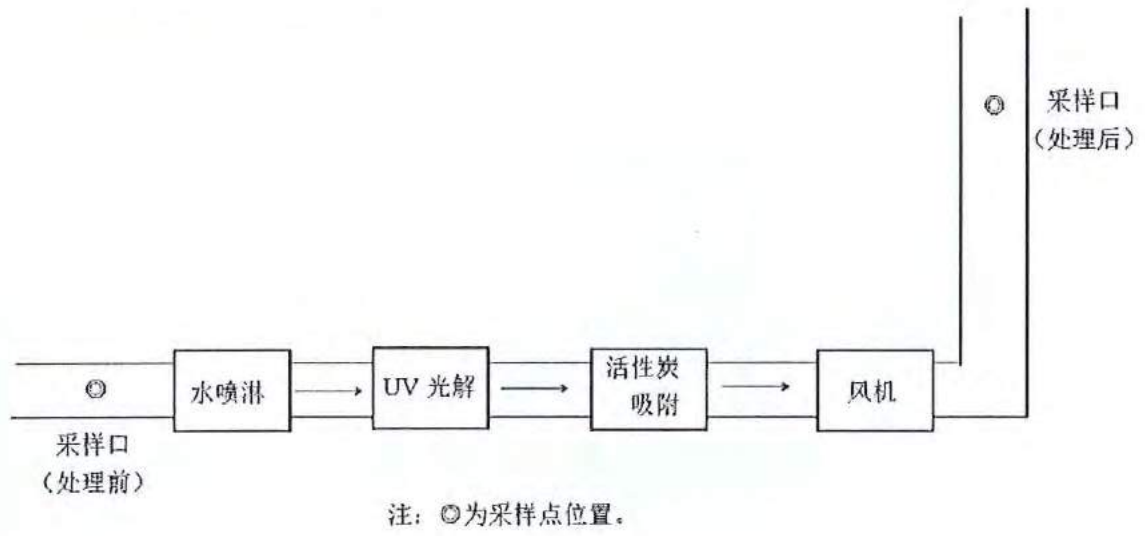 采样口
（处理后）
水喷淋
UV 光解
活性炭
吸附
风机
采样口
（处理前）
注：◎为采样点位置。